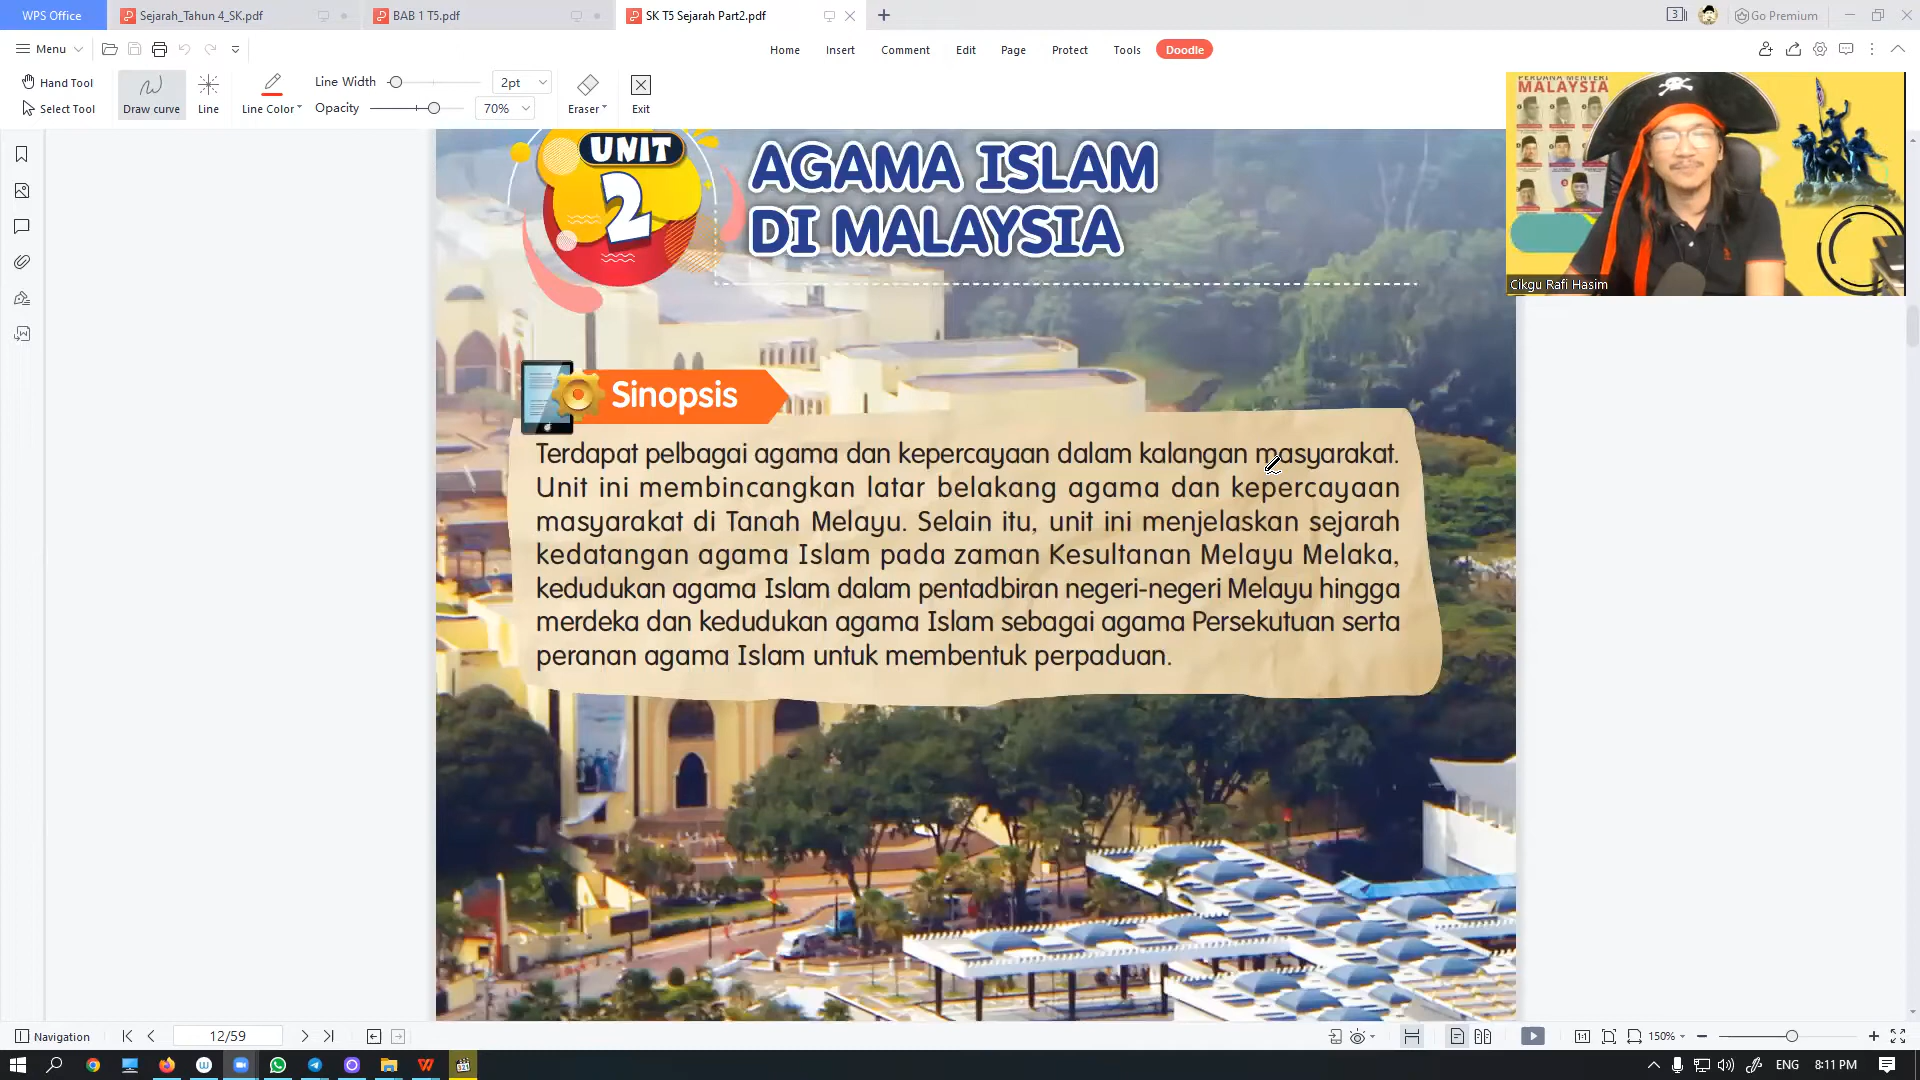 WPS Office
Sejarah_Tahun 4_SK.pdf
BAB 1 T5.pdf
SK T5 Sejarah Part2.pdf
3
Go Premium
Menu
Home
Insert
Comment
Edit
Page
Protect
Tools
Doodle
Hand Tool
Select Tool
Draw curve
Line
Line Color
Line Width
2pt
Opacity
70%
Eraser
Exit
PERDANA MENTERI
MALAYSIA
Cikgu Rafi Hasim
UNIT
2
AGAMA ISLAM
DI MALAYSIA
Sinopsis
Terdapat pelbagai agama dan kepercayaan dalam kalangan masyarakat.
Unit ini membincangkan latar belakang agama dan kepercayaan
masyarakat di Tanah Melayu. Selain itu, unit ini menjelaskan sejarah
kedatangan agama Islam pada zaman Kesultanan Melayu Melaka,
kedudukan agama Islam dalam pentadbiran negeri-negeri Melayu hingga
merdeka dan kedudukan agama Islam sebagai agama Persekutuan serta
peranan agama Islam untuk membentuk perpaduan.
Navigation
12/59
150%
ENG
8:11 PM